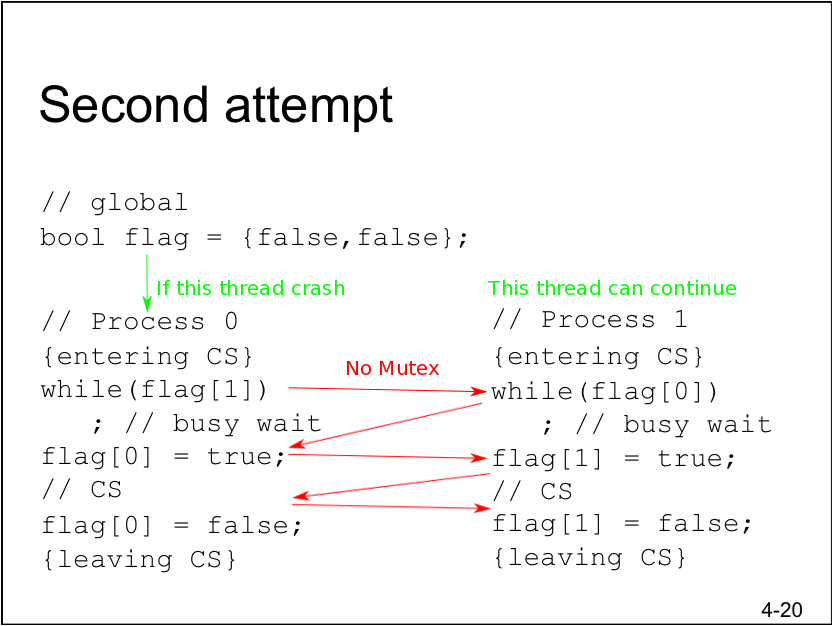 Second attempt
// global
bool flag = {false,false};
If this thread crash
This thread can continue
// Process 0
{entering CS}
while(flag[1])
; // busy wait
flag[0] = true;
// CS
flag[0] = false;
{leaving CS}
No Mutex
// Process 1
{entering CS}
while(flag[0])
; // busy wait
flag[1] = true;
// CS
flag[1] = false;
{leaving CS}
4-20